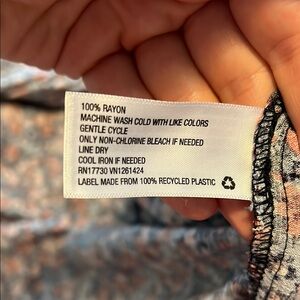 100% RAYON
MACHINE WASH COLD WITH LIKE COLORS
GENTLE CYCLE
ONLY NON-CHLORINE BLEACH IF NEEDED
LINE DRY
COOL IRON IF NEEDED
RN17730 VN1261424
LABEL MADE FROM 100% RECYCLED PLASTIC